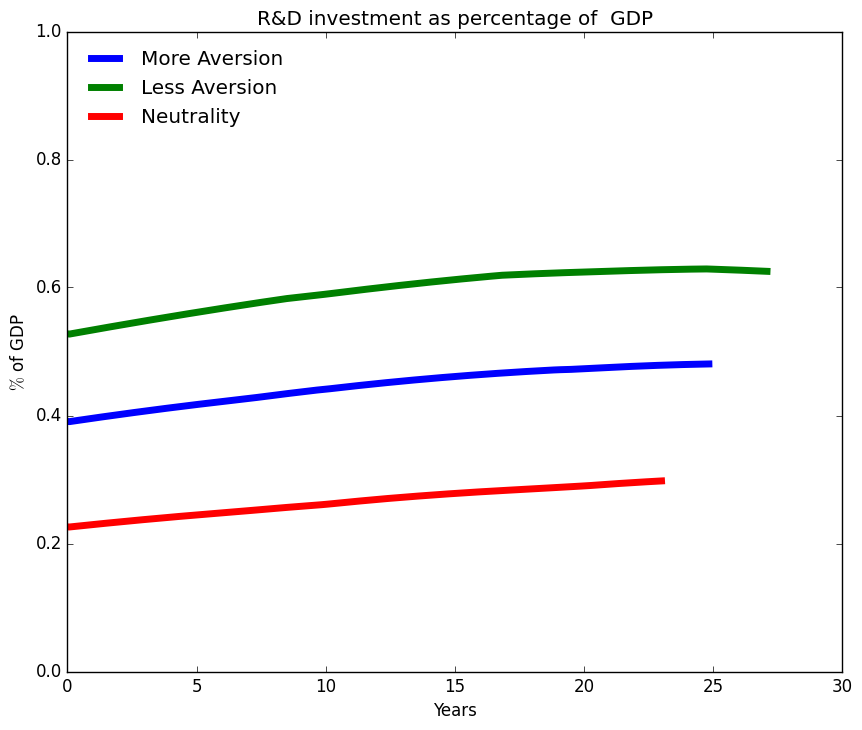 R&D investment as percentage of  GDP
1.0
0.8
0.6
0.4
0.2
0.0
% of GDP
More Aversion
Less Aversion
Neutrality
0 5 10 15 20 25 30
Years